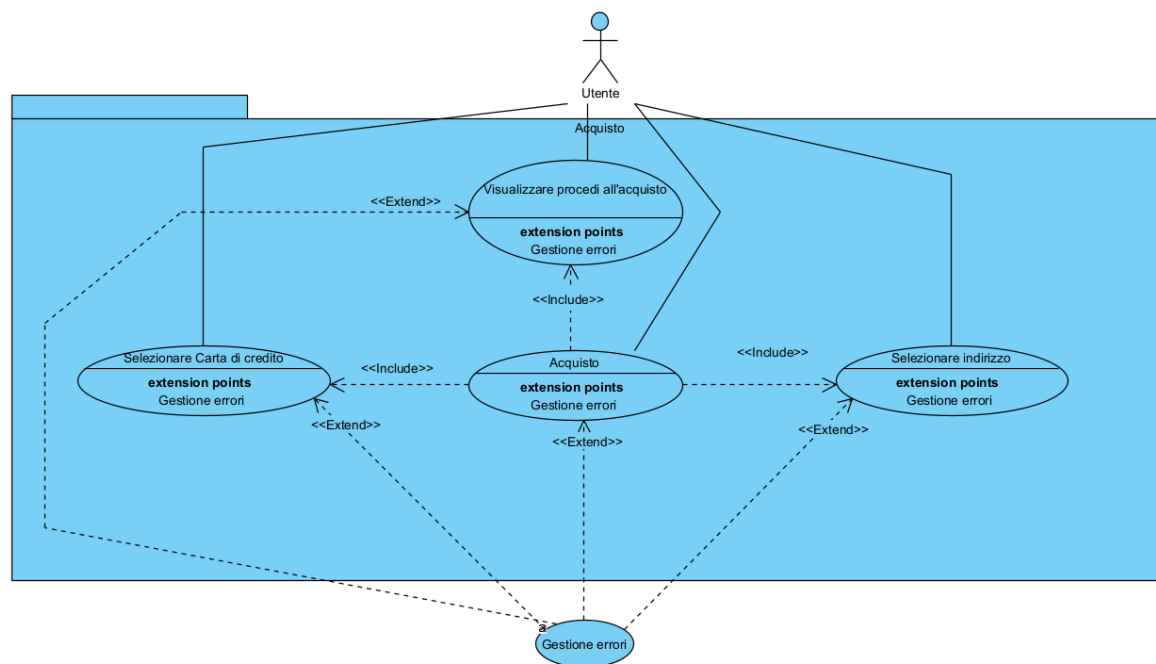 Utente
Acquisto
Visualizzare procedi all'acquisto
<<Extend>>
extension points
Gestione errori
<<Include>>
Selezionare Carta di credito
extension points
Gestione errori
<<Include>>
Acquisto
extension points
Gestione errori
<<Include>>
Selezionare indirizzo
extension points
Gestione errori
<<Extend>>
<<Extend>>
<<Extend>>
a
Gestione errori